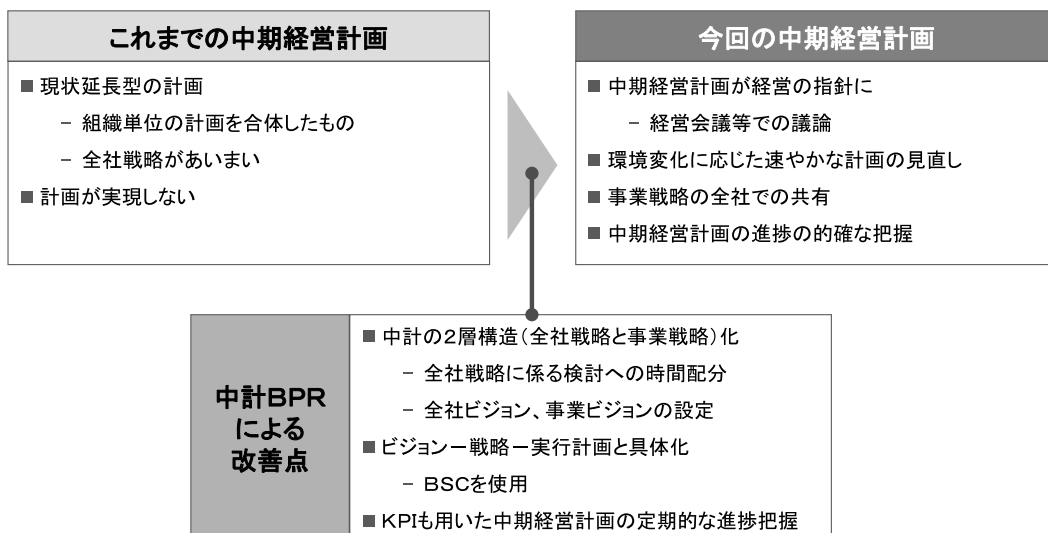 これまでの中期経営計画
■ 現状延長型の計画
－ 組織単位の計画を合体したもの
－ 全社戦略があいまい
■ 計画が実現しない
今回の中期経営計画
■ 中期経営計画が経営の指針に
－ 経営会議等での議論
■ 環境変化に応じた速やかな計画の見直し
■ 事業戦略の全社での共有
■ 中期経営計画の進捗の的確な把握
中計BPR
による
改善点
■ 中計の2層構造（全社戦略と事業戦略）化
－ 全社戦略に係る検討への時間配分
－ 全社ビジョン、事業ビジョンの設定
■ ビジョンー戦略ー実行計画と具体化
－ BSCを使用
■ KPIも用いた中期経営計画の定期的な進捗把握